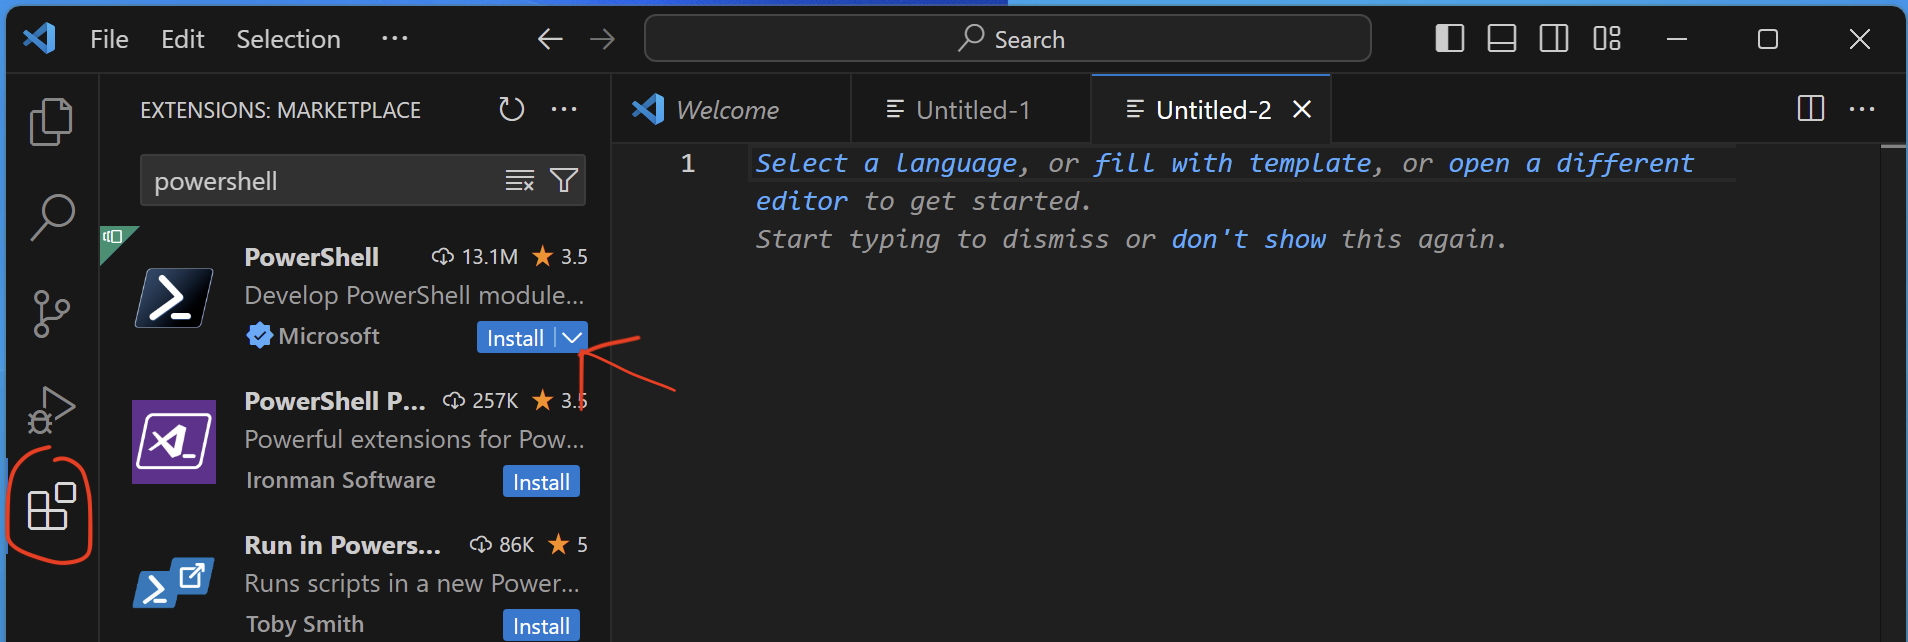 File Edit Selection ...
Search
EXTENSIONS: MARKETPLACE ...
Welcome
Untitled-1
Untitled-2
...
powershell
PowerShell 13.1M 3.5
Develop PowerShell module...
Microsoft Install
PowerShell P... 257K 3.5
Powerful extensions for Pow...
Ironman Software Install
Run in Powers... 86K 5
Runs scripts in a new Power...
Toby Smith Install
1 Select a language, or fill with template, or open a different
editor to get started.
Start typing to dismiss or don't show this again.